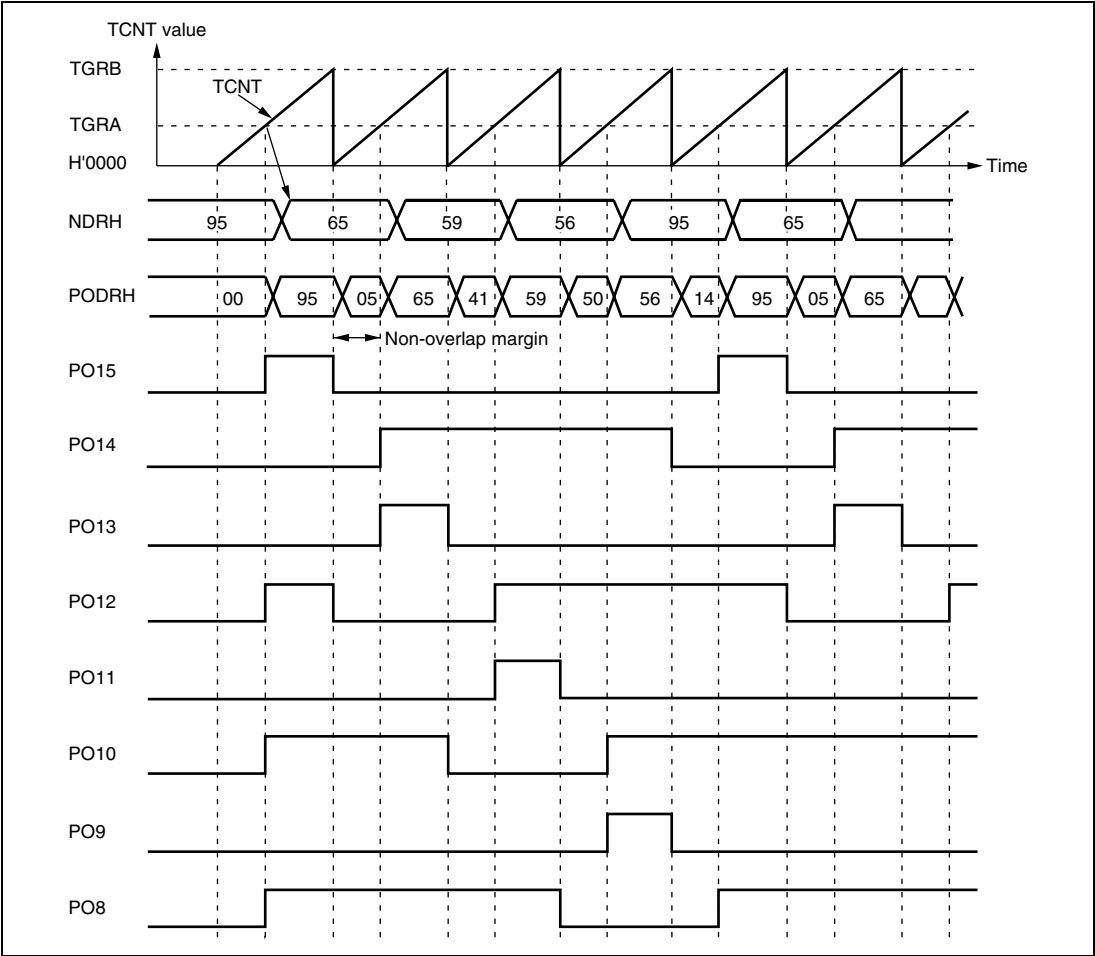 TCNT value
TGRB
TCNT
TGRA
H'0000
Time
NDRH 95 65 59 56 95 65
PODRH 00 95 05 65 41 59 50 56 14 95 05 65
Non-overlap margin
PO15
PO14
PO13
PO12
PO11
PO10
PO9
PO8